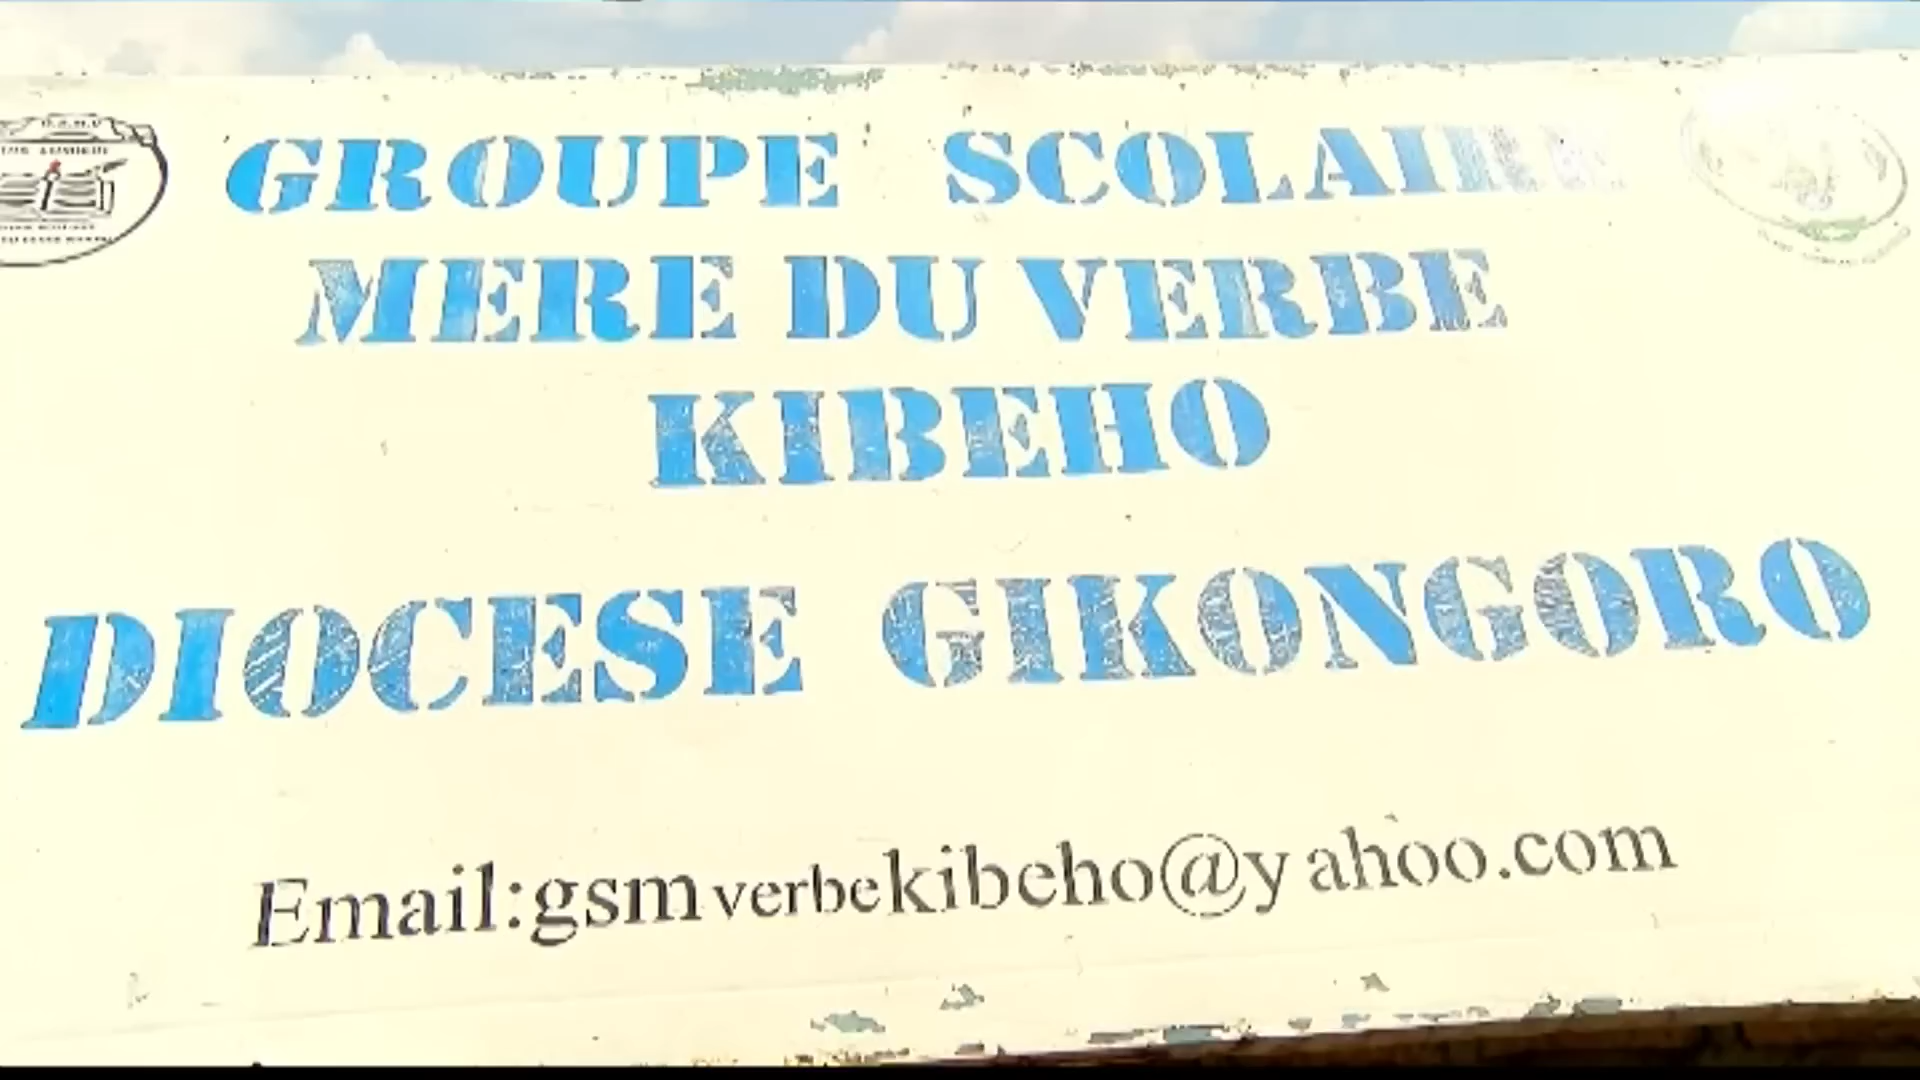 GROUPE SCOLAIRE
MERE DU VERBE
KIBEHO
DIOCESE GIKONGORO
Email:gsmverbekibeho@yahoo.com